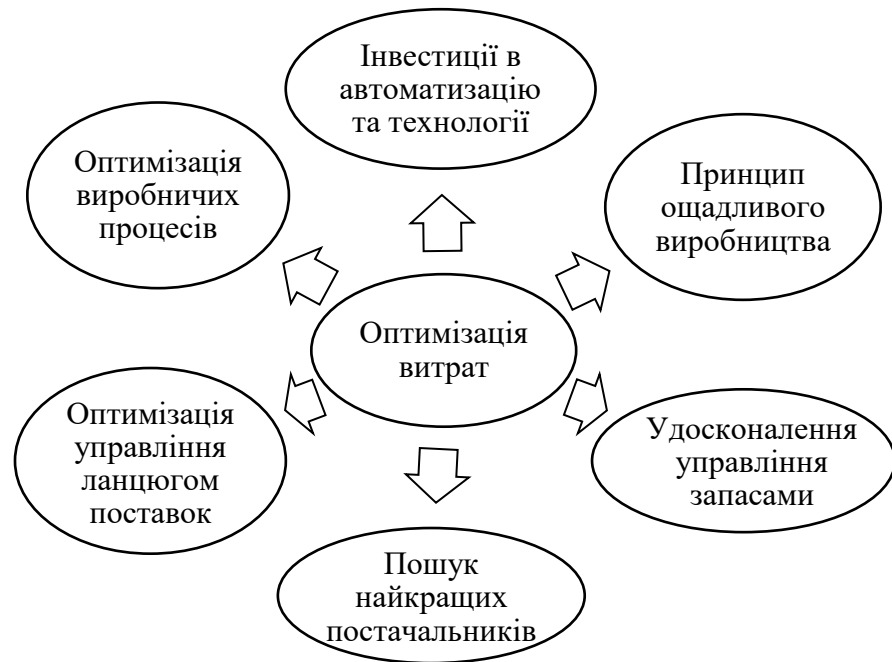 Інвестиції в
автоматизацію
та технології
Оптимізація
виробничих
процесів
Принцип
ощадливого
виробництва
Оптимізація
витрат
Оптимізація
управління
ланцюгом
поставок
Удосконалення
управління
запасами
Пошук
найкращих
постачальників